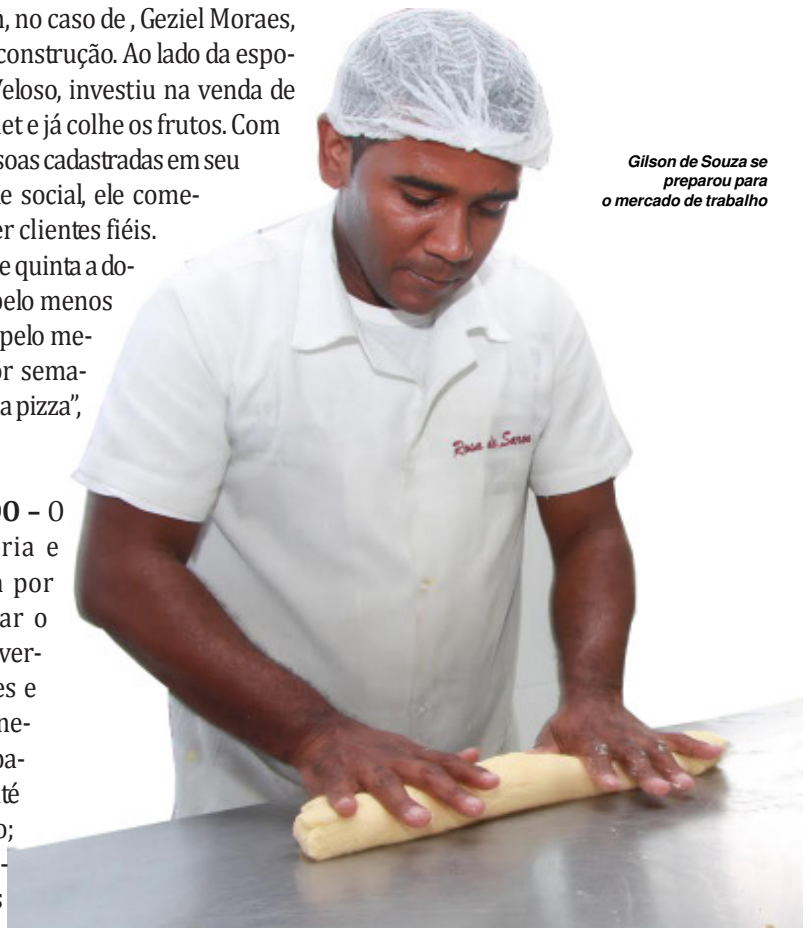 no caso de , Geziel Moraes,
construção. Ao lado da espo-
eloso, investiu na venda de
et e já colhe os frutos. Com
soas cadastradas em seu
e social, ele come-
er clientes fiéis.
e quinta a do-
pelo menos
pelo me-
or sema-
a pizza”,
DO – O
ria e
por
ar o
ver-
es e
ne-
ba-
té
o;
-
s
Gilson de Souza se
preparou para
o mercado de trabalho
Rosa de Saron